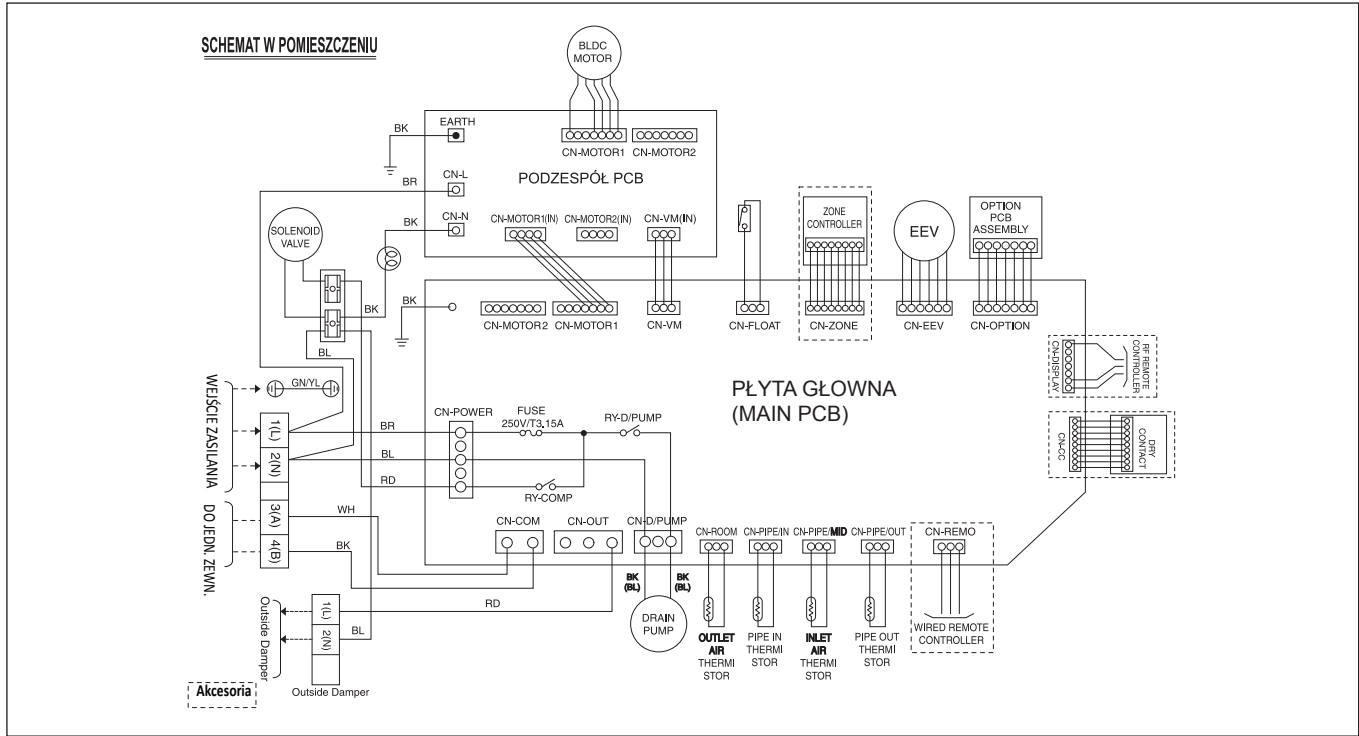 SCHEMAT W POMIESZCZENIU
BLDC
MOTOR
BK
EARTH
CN-MOTOR1
CN-MOTOR2
BR
CN-L
PODZESPÓŁ PCB
BK
CN-N
CN-MOTOR1(IN)
CN-MOTOR2(IN)
CN-VM(IN)
SOLENOID
VALVE
ZONE
CONTROLLER
EEV
OPTION
PCB
ASSEMBLY
BK
BK
BL
CN-MOTOR2
CN-MOTOR1
CN-VM
CN-FLOAT
CN-ZONE
CN-EEV
CN-OPTION
CN-DISPLAY
RF REMOTE
CONTROLLER
PŁYTA GŁOWNA
(MAIN PCB)
CN-CC
DRY
CONTACT
WEJŚCIE ZASILANIA
GN/YL
1(L)
2(N)
BR
BL
RD
CN-POWER
FUSE
250V/T3.15A
RY-D/PUMP
RY-COMP
DO JEDN. ZEWN.
3(A)
4(B)
WH
BK
CN-COM
CN-OUT
CN-D/PUMP
CN-ROOM
CN-PIPE/IN
CN-PIPE/MID
CN-PIPE/OUT
CN-REMO
BK
(BL)
BK
(BL)
DRAIN
PUMP
OUTLET
AIR
THERMI
STOR
PIPE IN
THERMI
STOR
INLET
AIR
THERMI
STOR
PIPE OUT
THERMI
STOR
WIRED REMOTE
CONTROLLER
Outside Damper
1(L)
2(N)
RD
BL
Outside Damper
Akcesoria